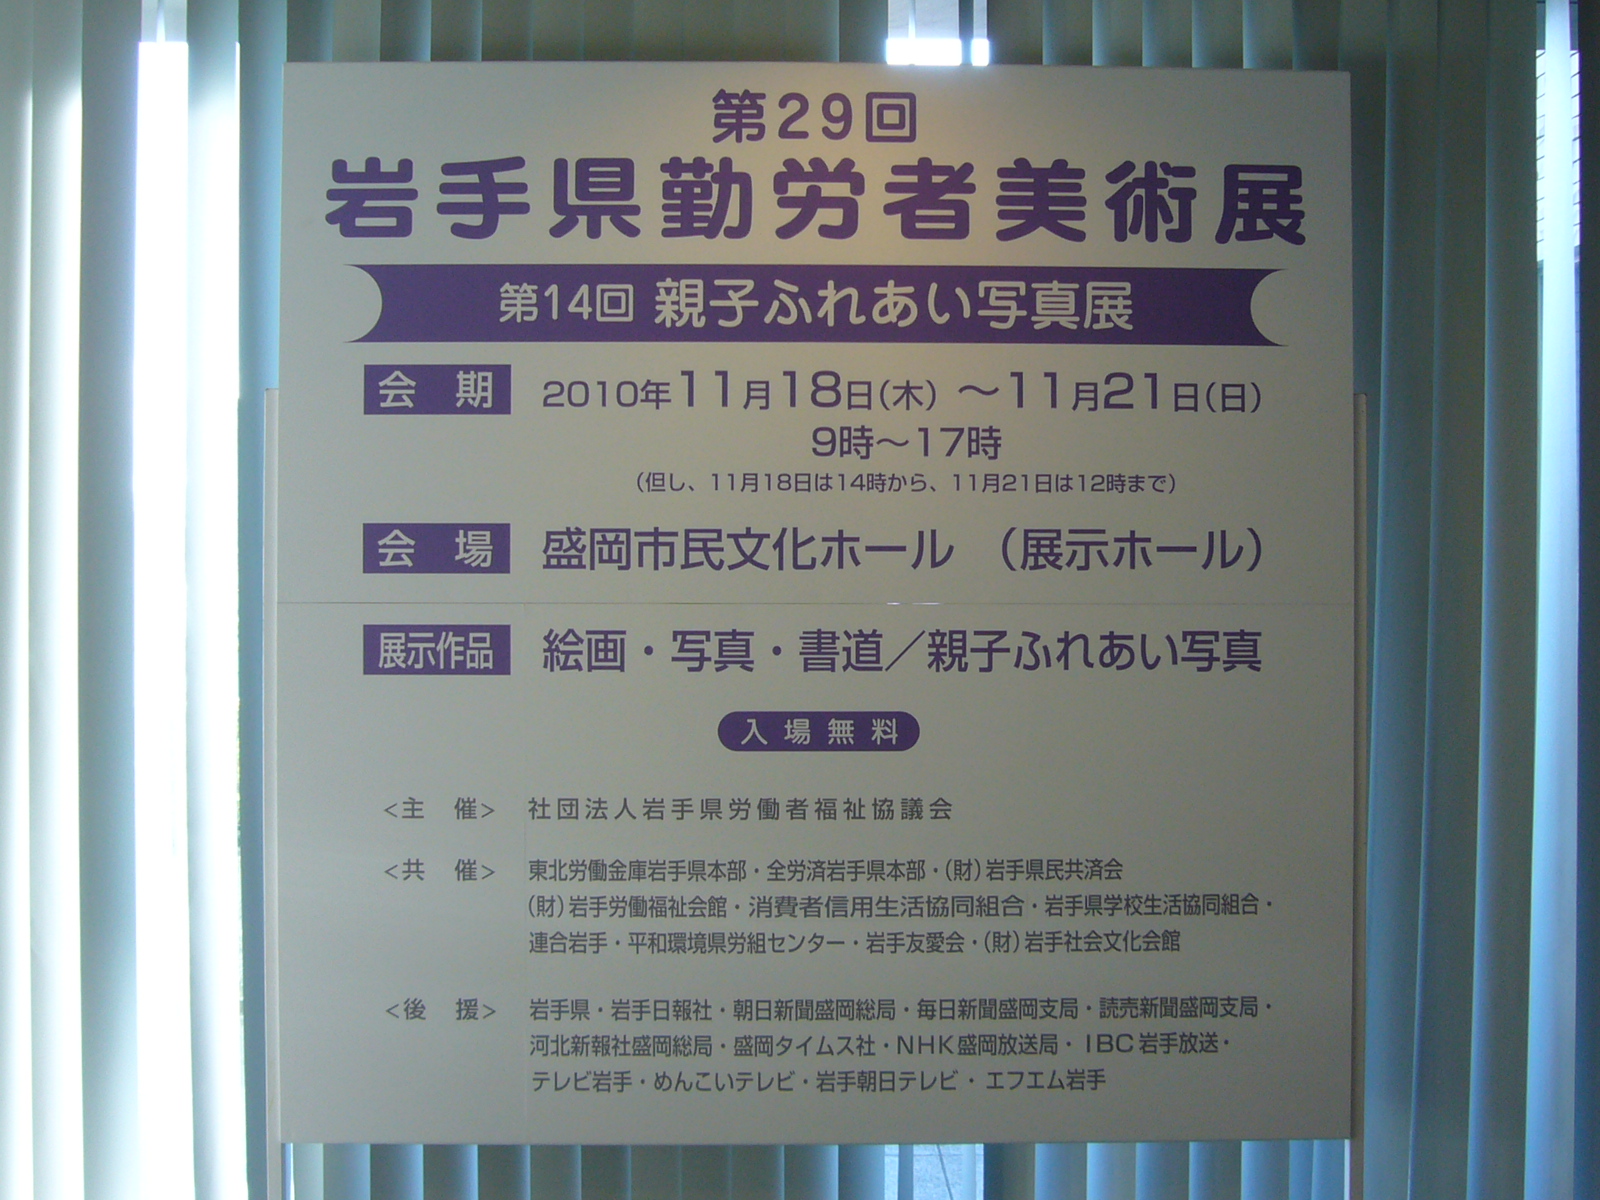 第29回
岩手県勤労者美術展
第14回 親子ふれあい写真展
会 期 2010年11月18日(木) ～11月21日(日)
9時～17時
(但し、11月18日は14時から、11月21日は12時まで)
会 場 盛岡市民文化ホール (展示ホール)
展示作品 絵画・写真・書道／親子ふれあい写真
入場無料
<主 催> 社団法人岩手県労働者福祉協議会
<共 催> 東北労働金庫岩手県本部・全労済岩手県本部・(財)岩手県民共済会
(財)岩手労働福祉会館・消費者信用生活協同組合・岩手県学校生活協同組合・
連合岩手・平和環境県労組センター・岩手友愛会・(財)岩手社会文化会館
<後 援> 岩手県・岩手日報社・朝日新聞盛岡総局・毎日新聞盛岡支局・読売新聞盛岡支局・
河北新報社盛岡総局・盛岡タイムス社・NHK盛岡放送局・IBC岩手放送・
テレビ岩手・めんこいテレビ・岩手朝日テレビ・エフエム岩手